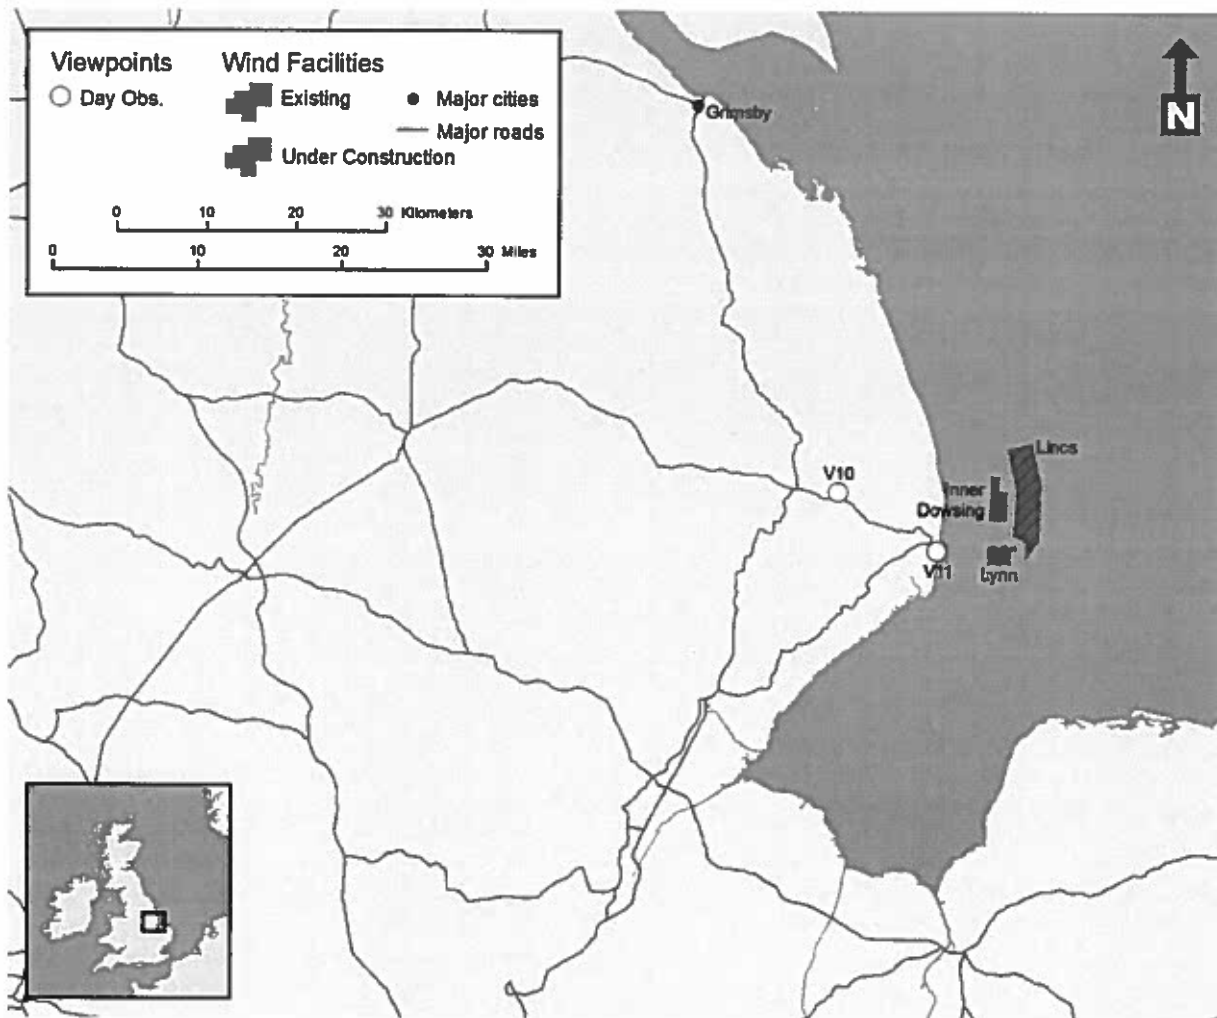 Viewpoints
Day Obs.
Wind Facilities
Existing
Under Construction
Major cities
Major roads
0 10 20 30 Kilometers
0 10 20 30 Miles
N
Grimsby
Lincs
V10
Inner
Dowsing
V11
Lynn